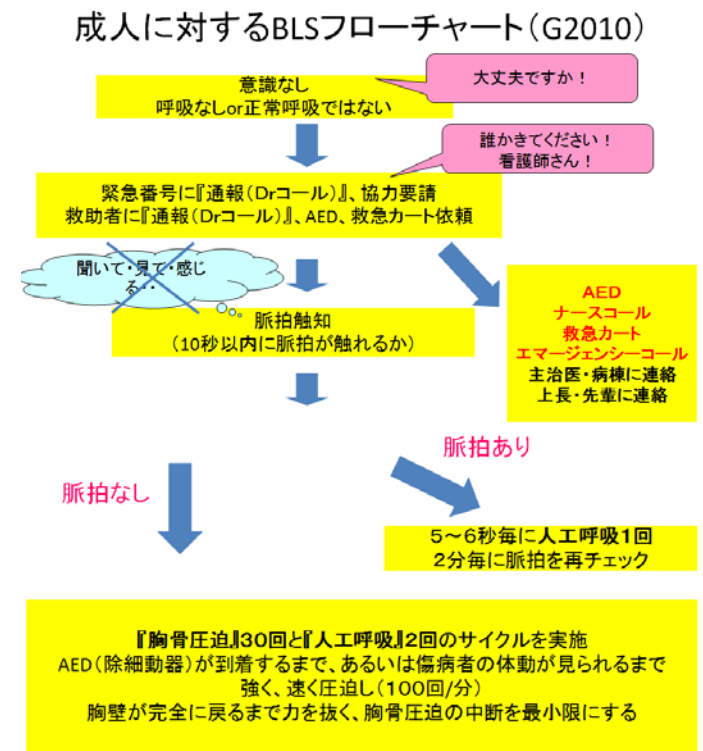 成人に対するBLSフローチャート(G2010)
大丈夫ですか！
意識なし
呼吸なしor正常呼吸ではない
誰かきてください！
看護師さん！
緊急番号に『通報(Drコール)』、協力要請
救助者に『通報(Drコール)』、AED、救急カート依頼
聞いて・見て・感じ
る・・
脈拍触知
(10秒以内に脈拍が触れるか)
AED
ナースコール
救急カート
エマージェンシーコール
主治医・病棟に連絡
上長・先輩に連絡
脈拍あり
脈拍なし
5～6秒毎に人工呼吸1回
2分毎に脈拍を再チェック
『胸骨圧迫』30回と『人工呼吸』2回のサイクルを実施
AED(除細動器)が到着するまで、あるいは傷病者の体動が見られるまで
強く、速く圧迫し(100回/分)
胸壁が完全に戻るまで力を抜く、胸骨圧迫の中断を最小限にする